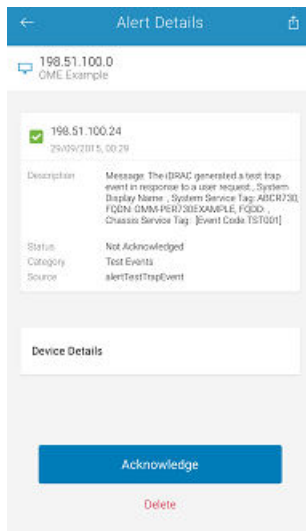 Alert Details
198.51.100.0
OME Example
198.51.100.24
29/09/2015, 00:29
Description
Message: The iDRAC generated a test trap
event in response to a user request., System
Display Name: , System Service Tag: ABCR730,
FQDN: OMM-PER730EXAMPLE, FQDD: ,
Chassis Service Tag: [Event Code:TST001]
Status Not Acknowledged
Category Test Events
Source alertTestTrapEvent
Device Details
Acknowledge
Delete